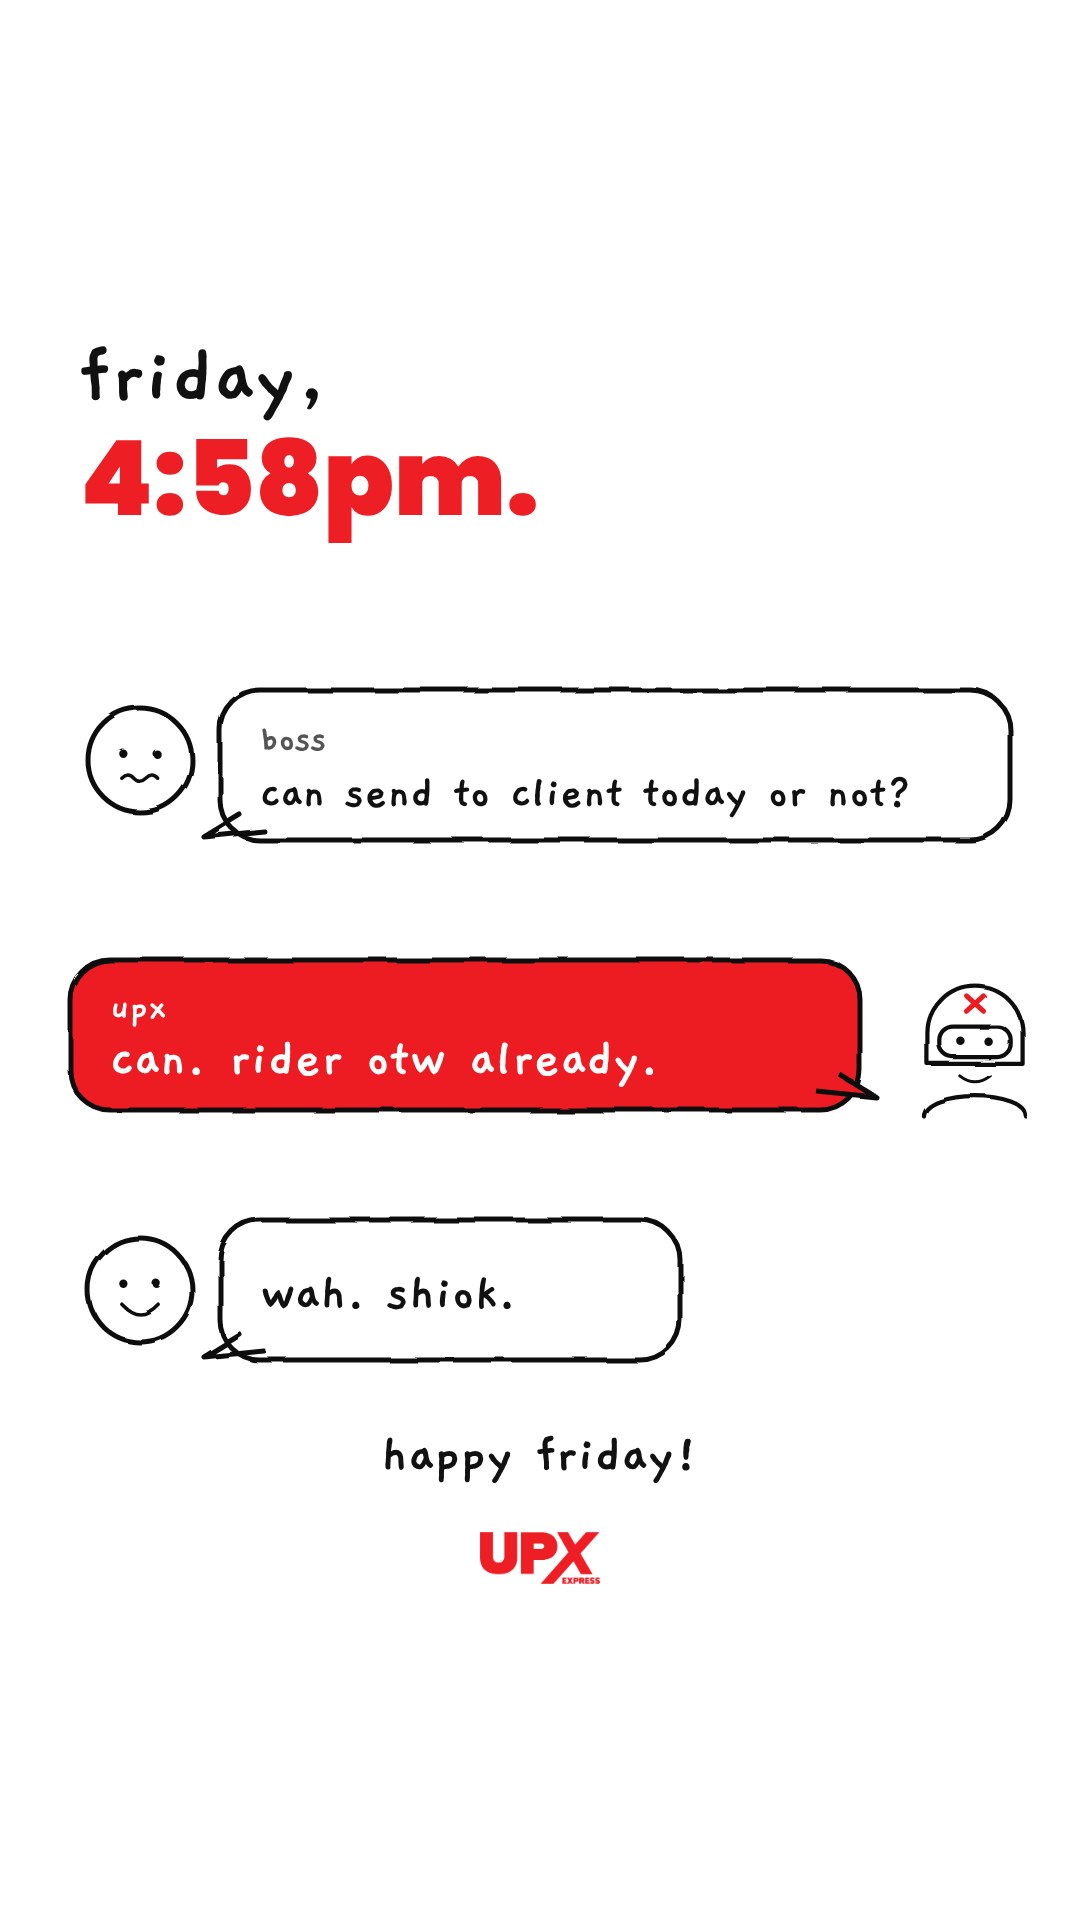 friday,
4:58pm.
boss
can send to client today or not?
upx
can. rider otw already.
wah. shiok.
happy friday!
UPX
EXPRESS